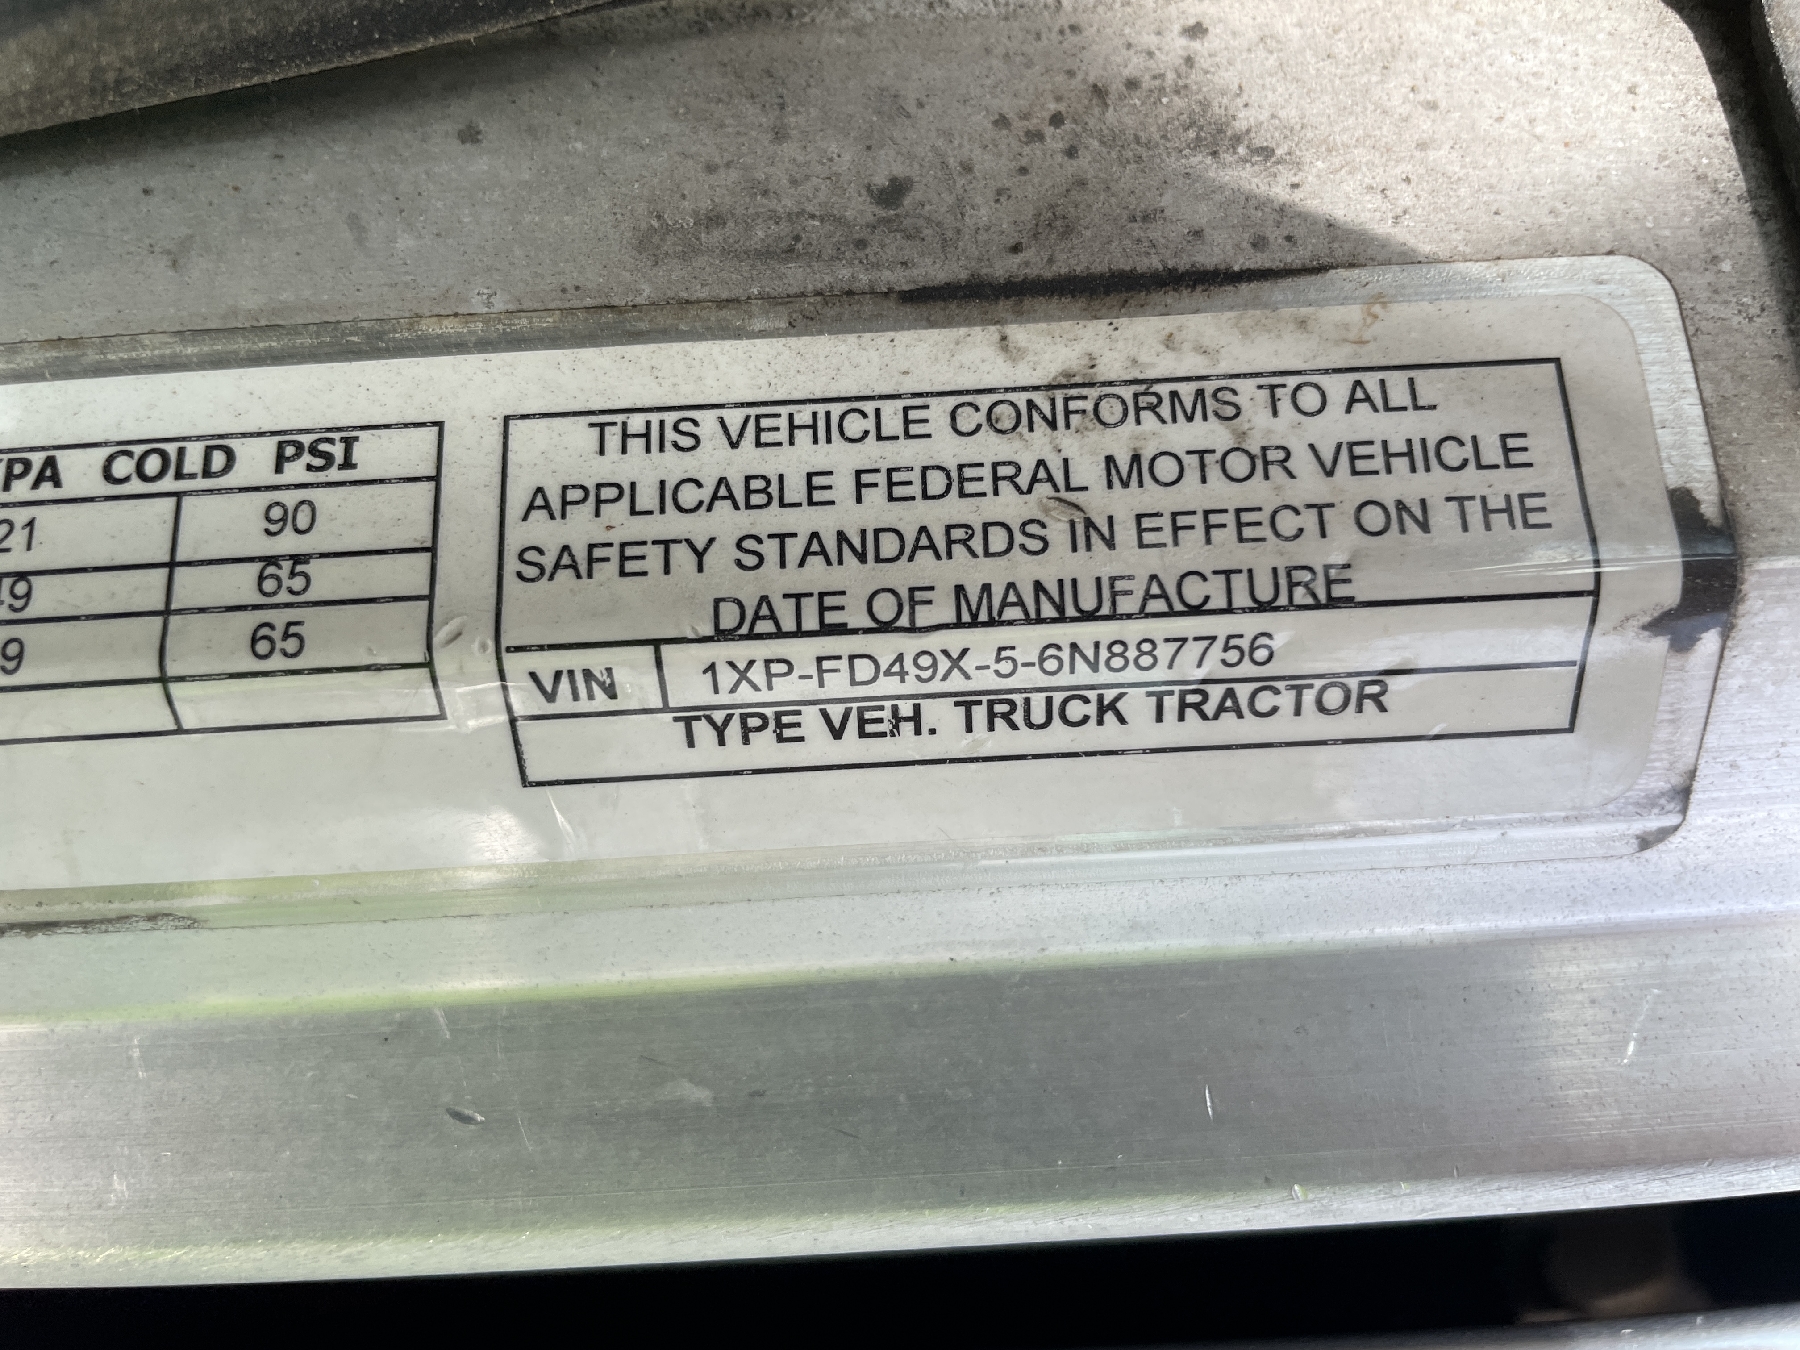 PA COLD PSI
21 90
9 65
9 65
THIS VEHICLE CONFORMS TO ALL
APPLICABLE FEDERAL MOTOR VEHICLE
SAFETY STANDARDS IN EFFECT ON THE
DATE OF MANUFACTURE
VIN 1XP-FD49X-5-6N887756
TYPE VEH. TRUCK TRACTOR